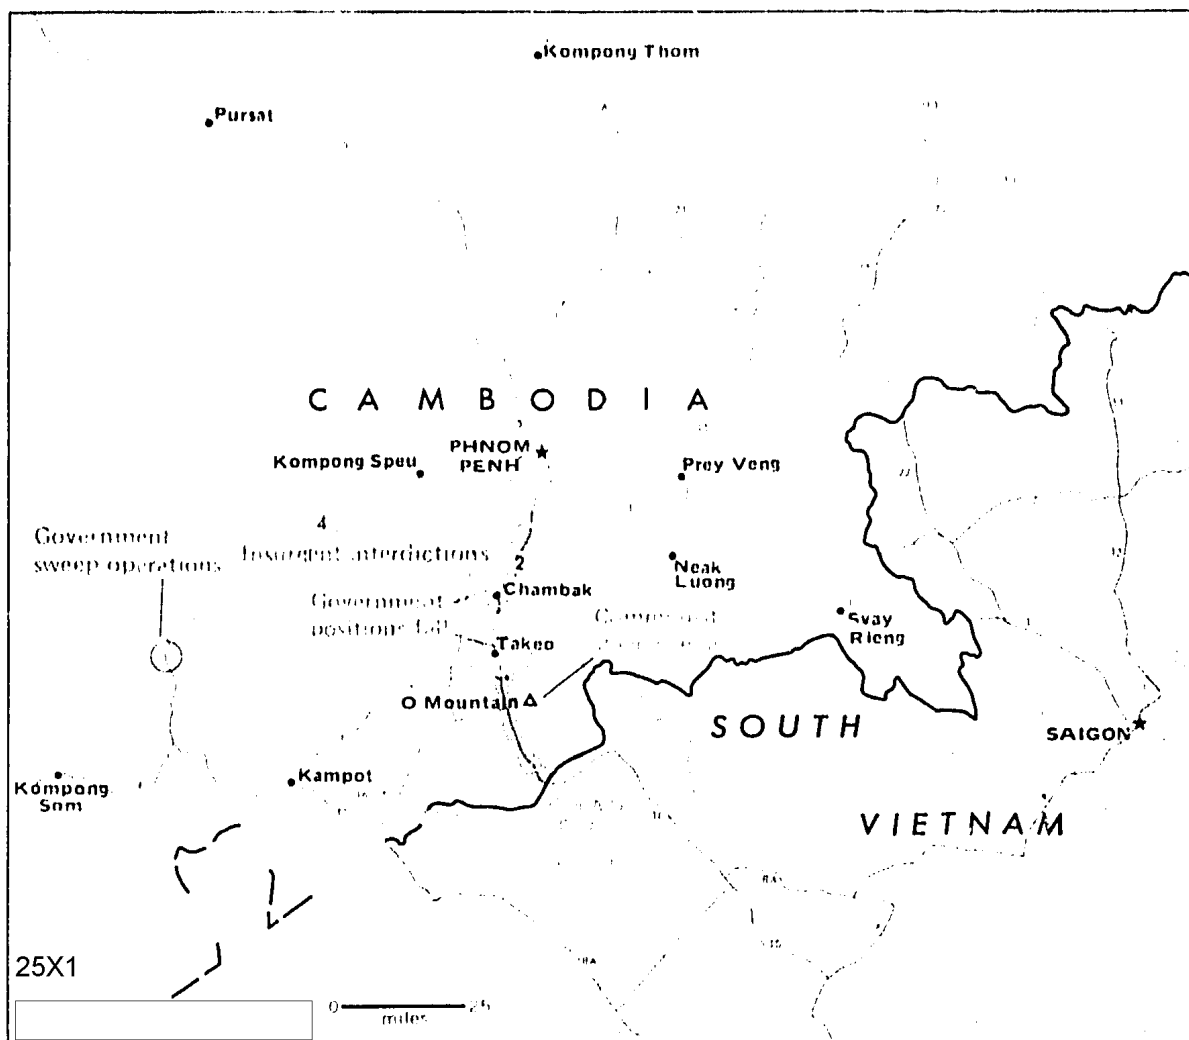 Kompong Thom
Pursat
CAMBODIA
PHNOM
PENH
Kompong Speu
Prey Veng
4
Government
sweep operations
Insurgent interdictions
2
Neak
Luong
Chambak
Government
positions fall
Svay
Rieng
Takeo
O Mountain
SOUTH
SAIGON
Kompong
Som
Kampot
VIETNAM
25X1
0 25
miles